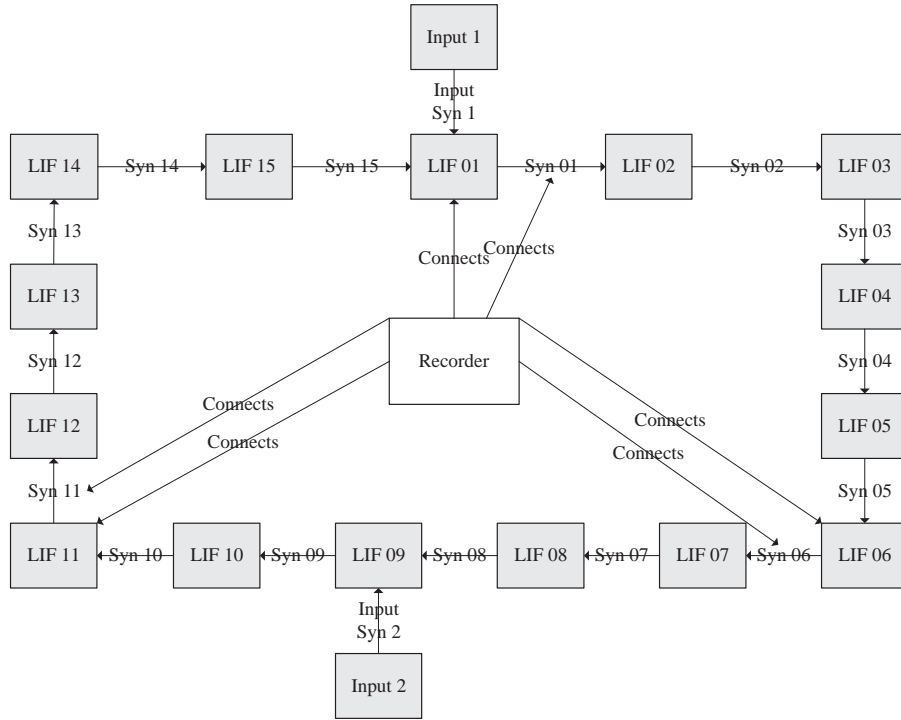 Input 1
Input
Syn 1
LIF 14
Syn 14
LIF 15
Syn 15
LIF 01
Syn 01
LIF 02
Syn 02
LIF 03
Syn 13
Syn 03
Connects
Connects
LIF 13
LIF 04
Syn 12
Recorder
Syn 04
Connects
Connects
LIF 12
Connects
Connects
LIF 05
Syn 11
Syn 05
LIF 11
Syn 10
LIF 10
Syn 09
LIF 09
Syn 08
LIF 08
Syn 07
LIF 07
Syn 06
LIF 06
Input
Syn 2
Input 2